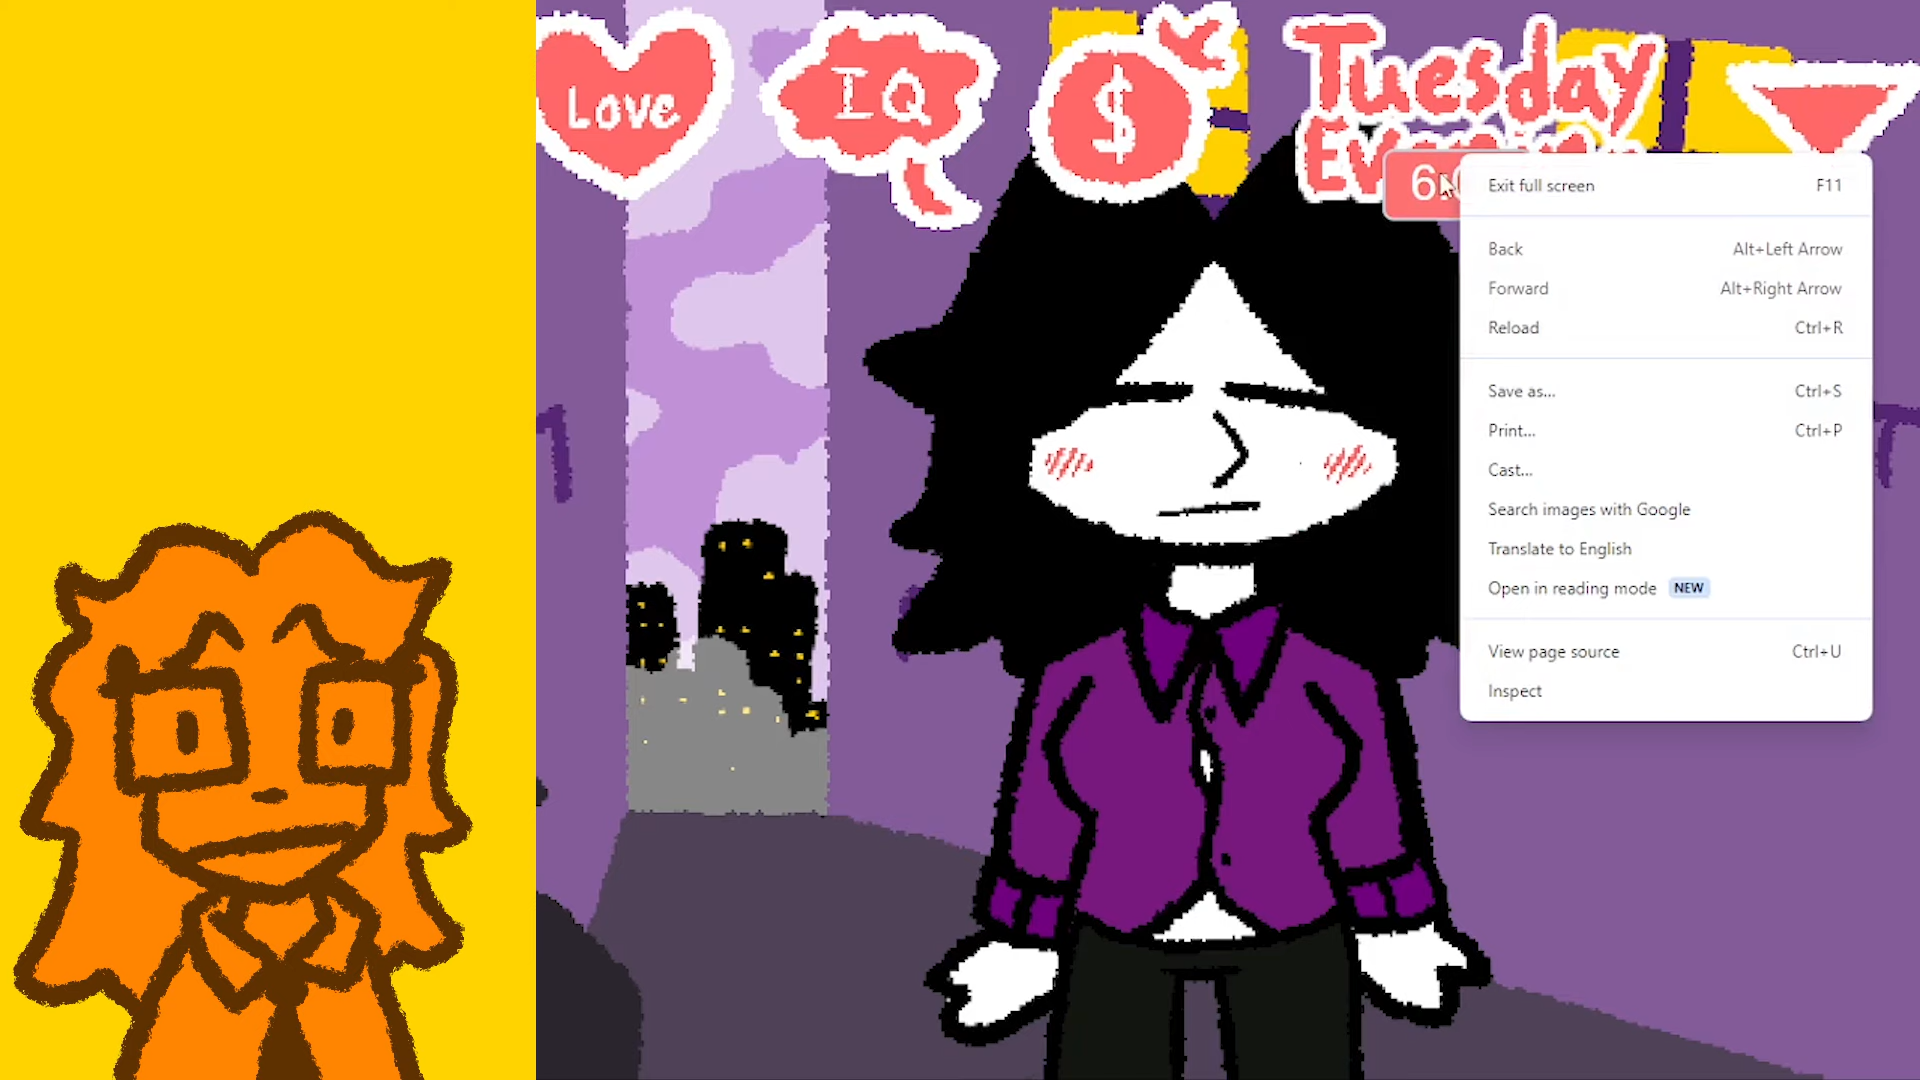 Love
IQ
$
Tuesday
Exit full screen F11
Back Alt+Left Arrow
Forward Alt+Right Arrow
Reload Ctrl+R
Save as... Ctrl+S
Print... Ctrl+P
Cast...
Search images with Google
Translate to English
Open in reading mode NEW
View page source Ctrl+U
Inspect